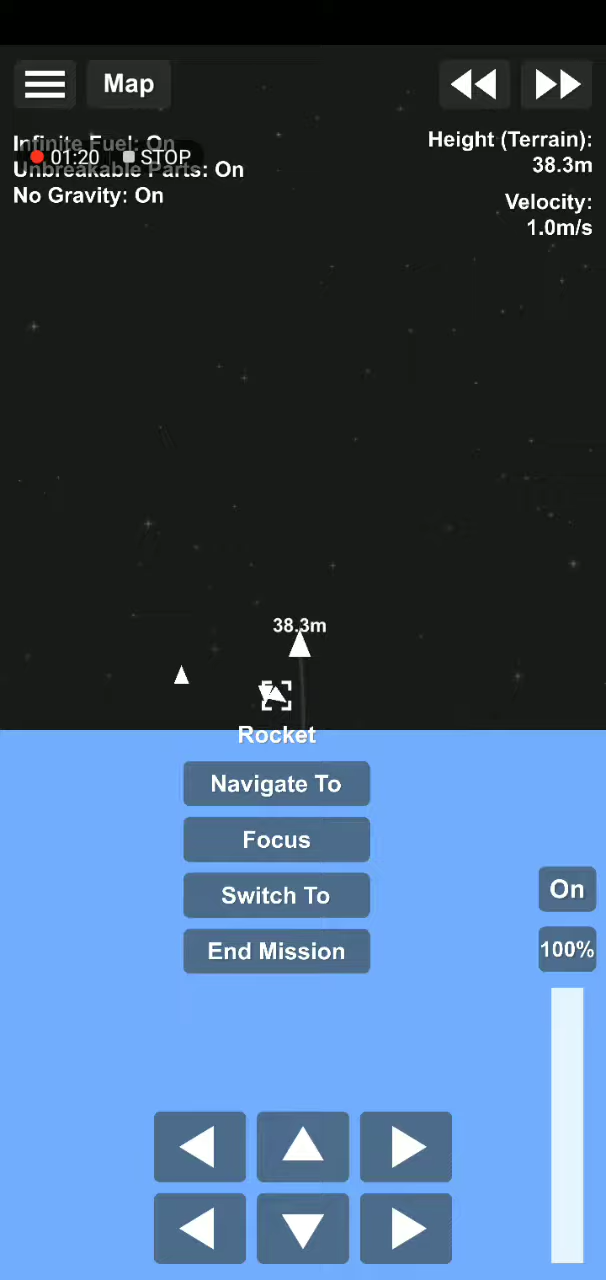 Map
Infinite Fuel: On
01:20 STOP
Unbreakable Parts: On
No Gravity: On
Height (Terrain):
38.3m
Velocity:
1.0m/s
38.3m
Rocket
Navigate To
Focus
Switch To
End Mission
On
100%